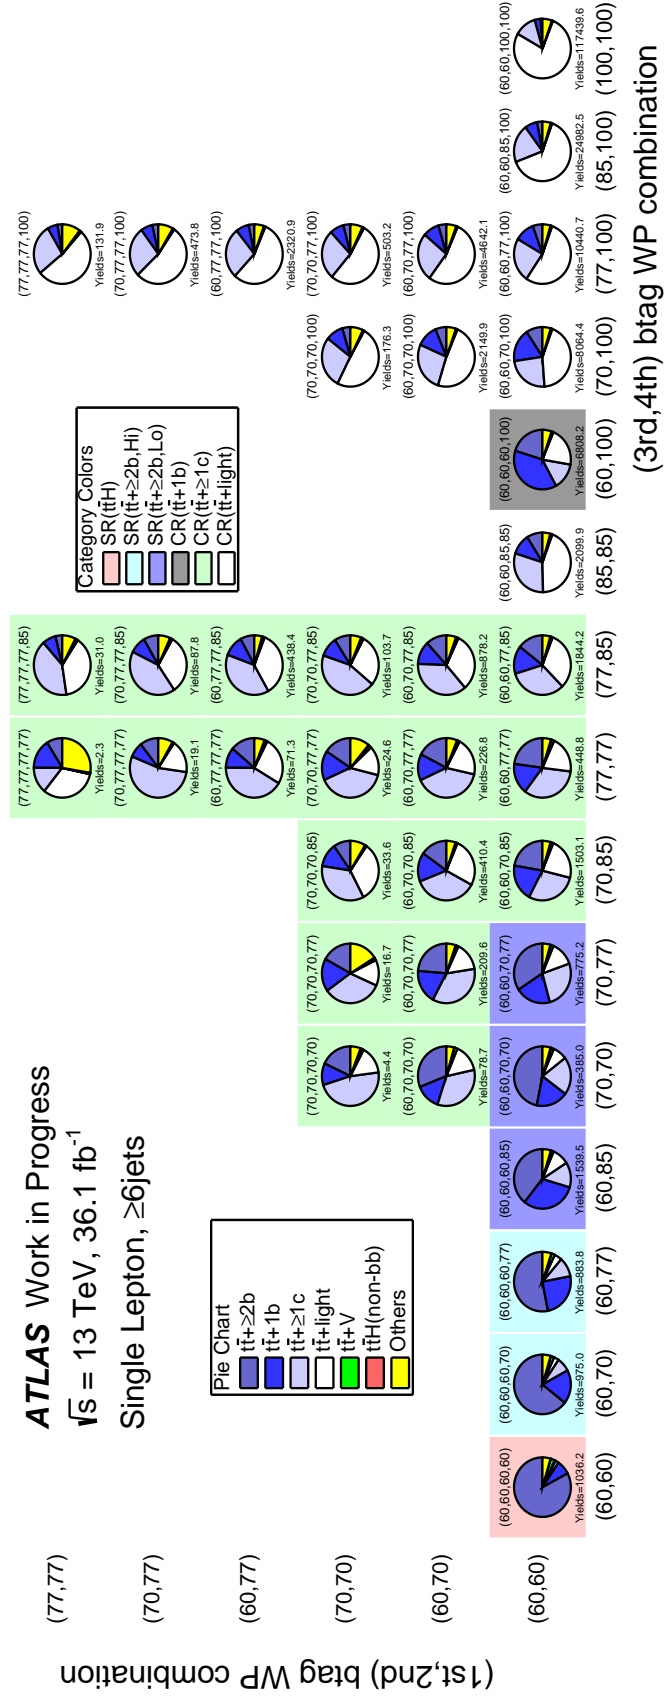 ATLAS Work in Progress
√s = 13 TeV, 36.1 fb-1
Single Lepton, ≥6jets
Pie Chart
tt̄+≥2b
tt̄+1b
tt̄+≥1c
tt̄+light
tt̄+V
tt̄H(non-bb)
Others
Category Colors
SR(tt̄H)
SR(tt̄+≥2b,Hi)
SR(tt̄+≥2b,Lo)
CR(tt̄+1b)
CR(tt̄+≥1c)
CR(tt̄+light)
(1st,2nd) btag WP combination
(77,77)
(77,77,77,77)
Yields=2.3
(77,77,77,85)
Yields=31.0
(77,77,77,100)
Yields=131.9
(70,77)
(70,77,77,77)
Yields=19.1
(70,77,77,85)
Yields=87.8
(70,77,77,100)
Yields=473.8
(60,77)
(60,77,77,77)
Yields=71.3
(60,77,77,85)
Yields=438.4
(60,77,77,100)
Yields=2320.9
(70,70)
(70,70,70,70)
Yields=4.4
(70,70,70,77)
Yields=16.7
(70,70,70,85)
Yields=33.6
(70,70,77,77)
Yields=24.6
(70,70,77,85)
Yields=103.7
(70,70,70,100)
Yields=176.3
(70,70,77,100)
Yields=503.2
(60,70)
(60,70,70,70)
Yields=78.7
(60,70,70,77)
Yields=209.6
(60,70,70,85)
Yields=410.4
(60,70,77,77)
Yields=226.8
(60,70,77,85)
Yields=878.2
(60,70,70,100)
Yields=2149.9
(60,70,77,100)
Yields=4642.1
(60,60)
(60,60,60,60)
Yields=1036.2
(60,60,60,70)
Yields=975.0
(60,60,60,77)
Yields=883.8
(60,60,60,85)
Yields=1539.5
(60,60,70,70)
Yields=385.0
(60,60,70,77)
Yields=775.2
(60,60,70,85)
Yields=1503.1
(60,60,77,77)
Yields=448.8
(60,60,77,85)
Yields=1844.2
(60,60,85,85)
Yields=2099.9
(60,60,60,100)
Yields=6808.2
(60,60,70,100)
Yields=8064.4
(60,60,77,100)
Yields=10440.7
(60,60,85,100)
Yields=24982.5
(60,60,100,100)
Yields=117439.6
(60,60)
(60,70)
(60,77)
(60,85)
(70,70)
(70,77)
(70,85)
(77,77)
(77,85)
(85,85)
(60,100)
(70,100)
(77,100)
(85,100)
(100,100)
(3rd,4th) btag WP combination